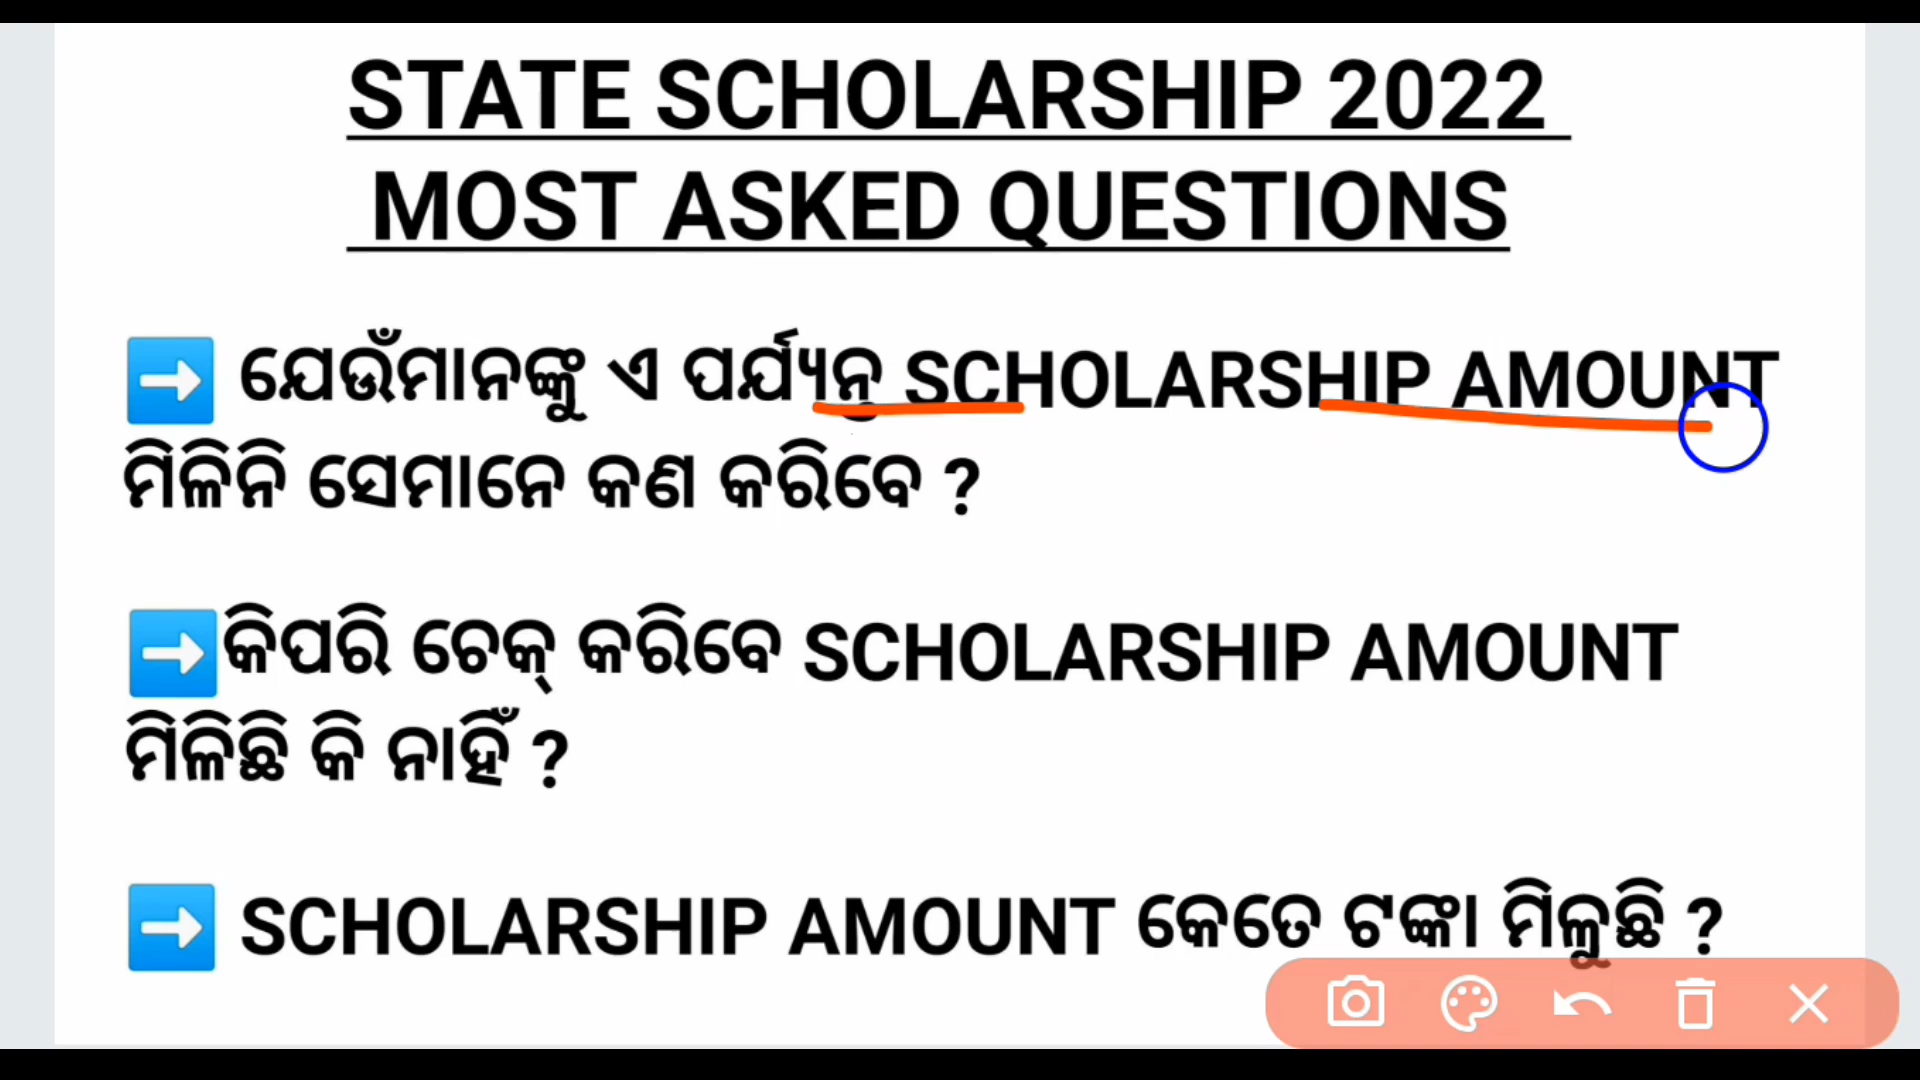 STATE SCHOLARSHIP 2022
MOST ASKED QUESTIONS
➡️ ଯେଉଁମାନଙ୍କୁ ଏ ପର୍ଯ୍ୟନ୍ତ SCHOLARSHIP AMOUNT
ମିଳିନି ସେମାନେ କଣ କରିବେ ?
➡️କିପରି ଚେକ୍ କରିବେ SCHOLARSHIP AMOUNT
ମିଳିଛି କି ନାହିଁ ?
➡️ SCHOLARSHIP AMOUNT କେତେ ଟଙ୍କା ମିଳୁଛି ?